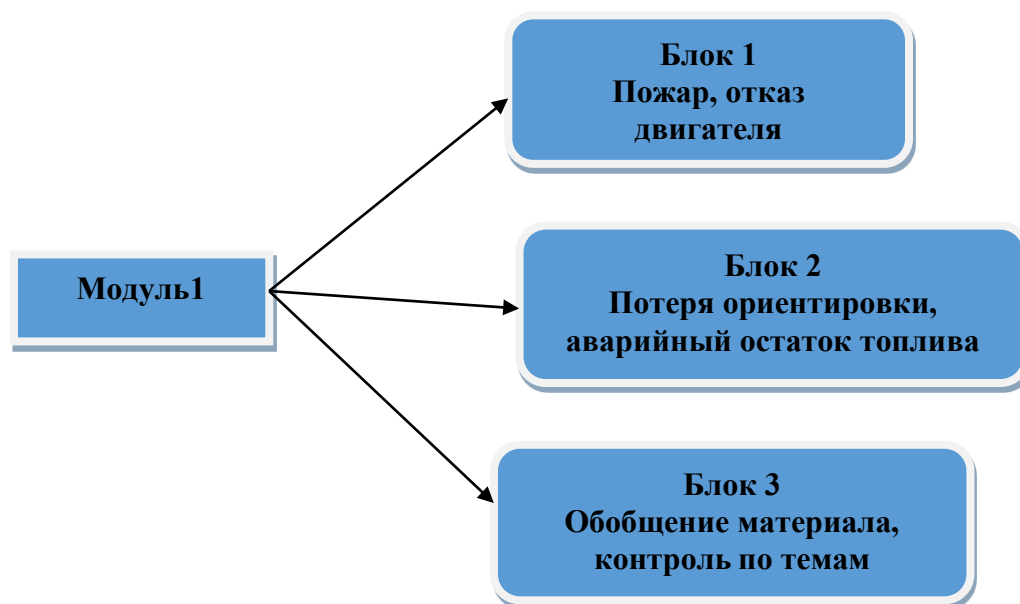 Блок 1
Пожар, отказ
двигателя
Модуль1
Блок 2
Потеря ориентировки,
аварийный остаток топлива
Блок 3
Обобщение материала,
контроль по темам